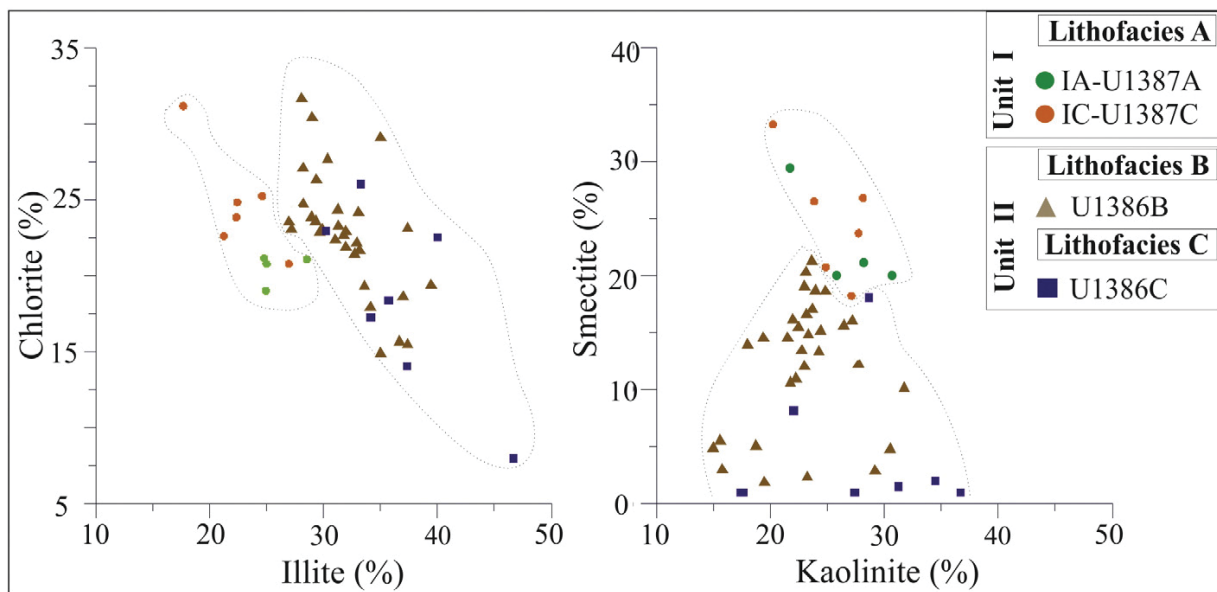 35
25
15
5
Chlorite (%)
10 20 30 40 50
Illite (%)
40
30
20
10
0
Smectite (%)
10 20 30 40 50
Kaolinite (%)
Unit I
Lithofacies A
IA-U1387A
IC-U1387C
Unit II
Lithofacies B
U1386B
Lithofacies C
U1386C